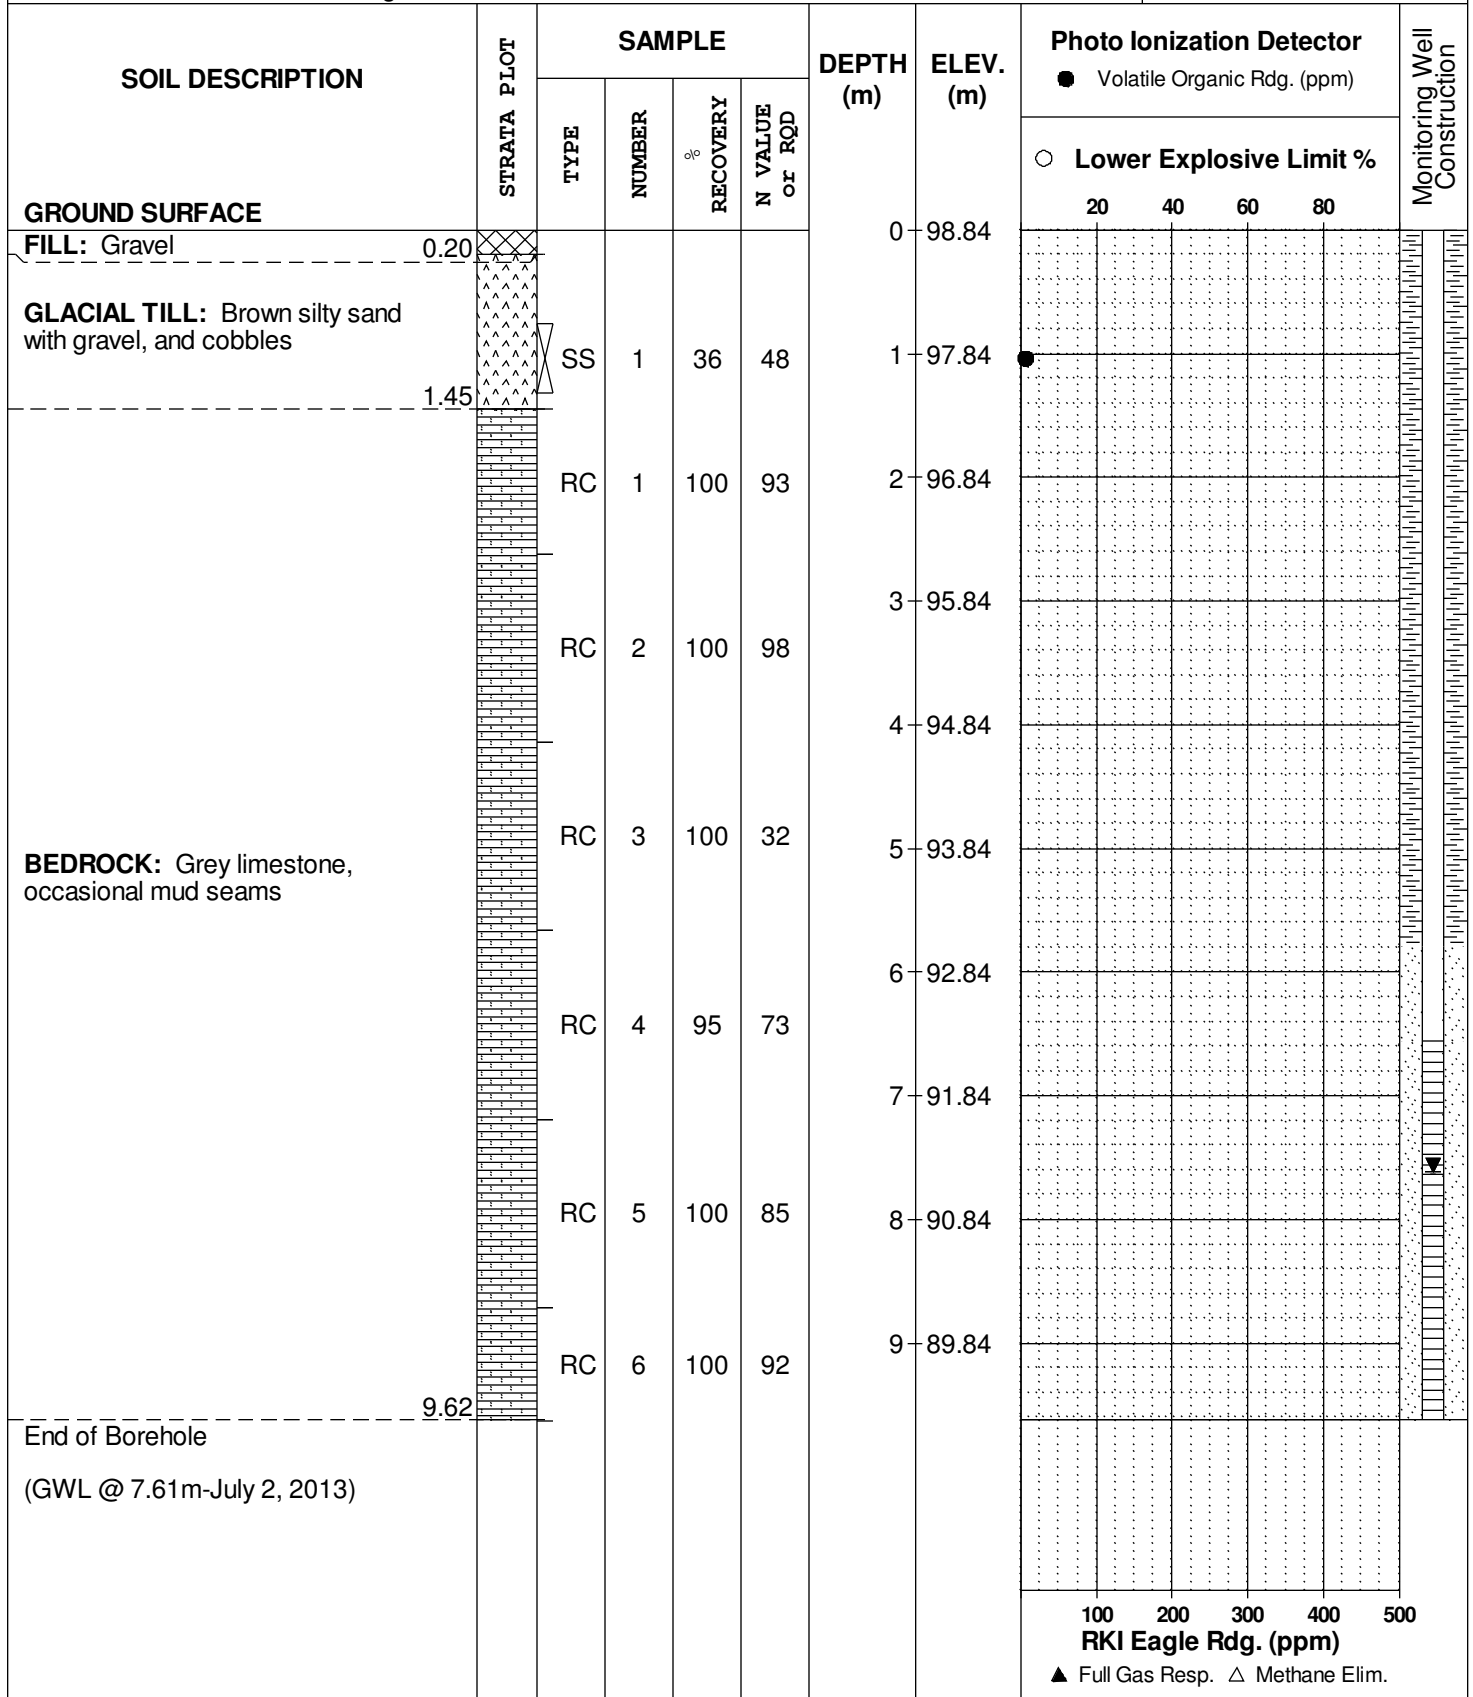 SOIL DESCRIPTION
GROUND SURFACE
STRATA PLOT
SAMPLE
TYPE
NUMBER
% RECOVERY
N VALUE or RQD
DEPTH (m)
ELEV. (m)
Photo Ionization Detector
● Volatile Organic Rdg. (ppm)
○ Lower Explosive Limit %
20 40 60 80
Monitoring Well Construction
0 98.84
FILL: Gravel 0.20
GLACIAL TILL: Brown silty sand
with gravel, and cobbles
SS 1 36 48
1 97.84
1.45
RC 1 100 93
2 96.84
3 95.84
RC 2 100 98
4 94.84
RC 3 100 32
5 93.84
BEDROCK: Grey limestone,
occasional mud seams
6 92.84
RC 4 95 73
7 91.84
RC 5 100 85
8 90.84
9 89.84
RC 6 100 92
9.62
End of Borehole
(GWL @ 7.61m-July 2, 2013)
100 200 300 400 500
RKI Eagle Rdg. (ppm)
▲ Full Gas Resp. △ Methane Elim.